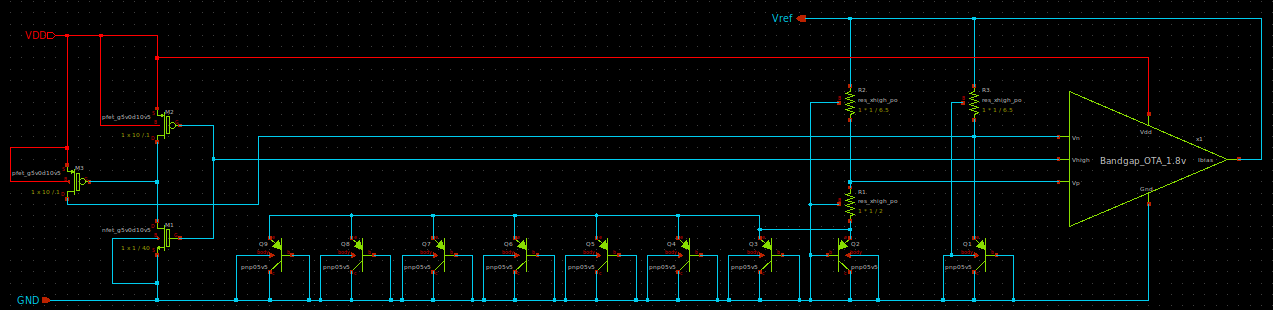 Vref
VDD
M2
pfet_g5v0d10v5
1 x 10 / .1
R2
res_xhigh_po
1 * 1 / 6.5
R3
res_xhigh_po
1 * 1 / 6.5
Vdd
x1
Vn
Vhigh
Bandgap_OTA_1.8v
Ibias
Vp
Gnd
pfet_g5v0d10v5
M3
1 x 10 / .1
R1
res_xhigh_po
1 * 1 / 2
M1
nfet_g5v0d10v5
1 x 1 / 40
Q9
Q8
Q7
Q6
Q5
Q4
Q3
Q2
Q1
pnp05v5
pnp05v5
pnp05v5
pnp05v5
pnp05v5
pnp05v5
pnp05v5
pnp05v5
pnp05v5
GND